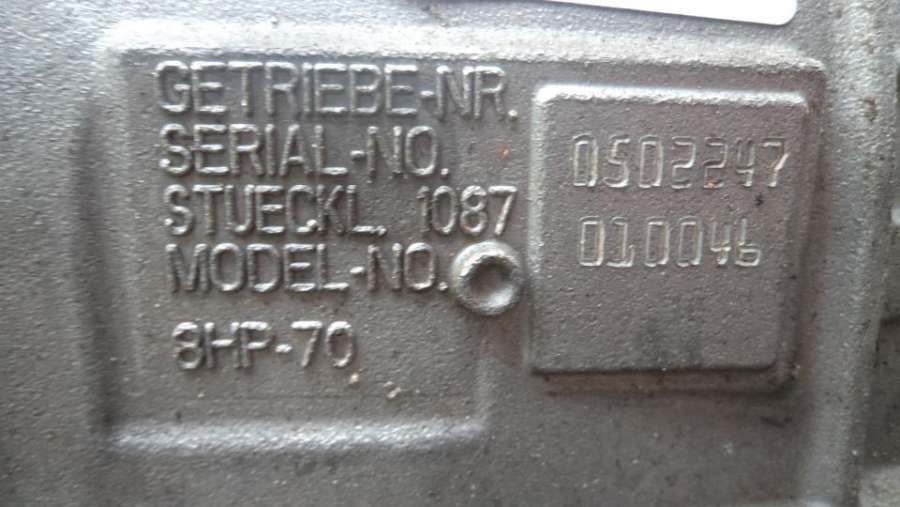 GETRIEBE-NR.
SERIAL-NO. 0502247
STUECKL. 1087
MODEL-NO. 010046
8HP-70